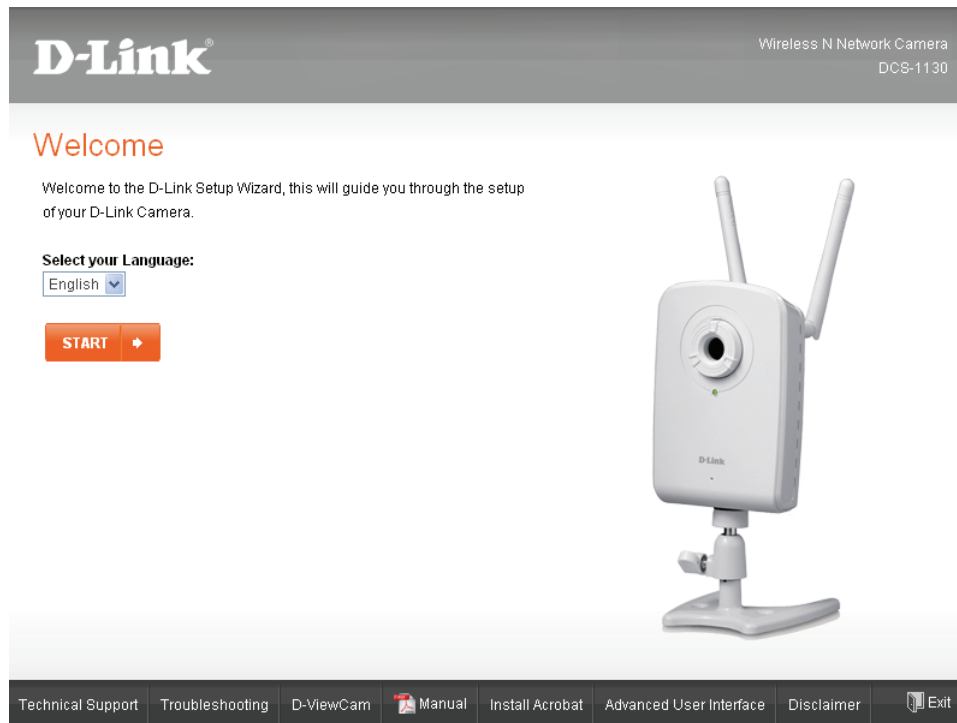 D-Link®
Wireless N Network Camera
DCS-1130
Welcome
Welcome to the D-Link Setup Wizard, this will guide you through the setup
of your D-Link Camera.
Select your Language:
English
START
D-Link
Technical Support
Troubleshooting
D-ViewCam
Manual
Install Acrobat
Advanced User Interface
Disclaimer
Exit